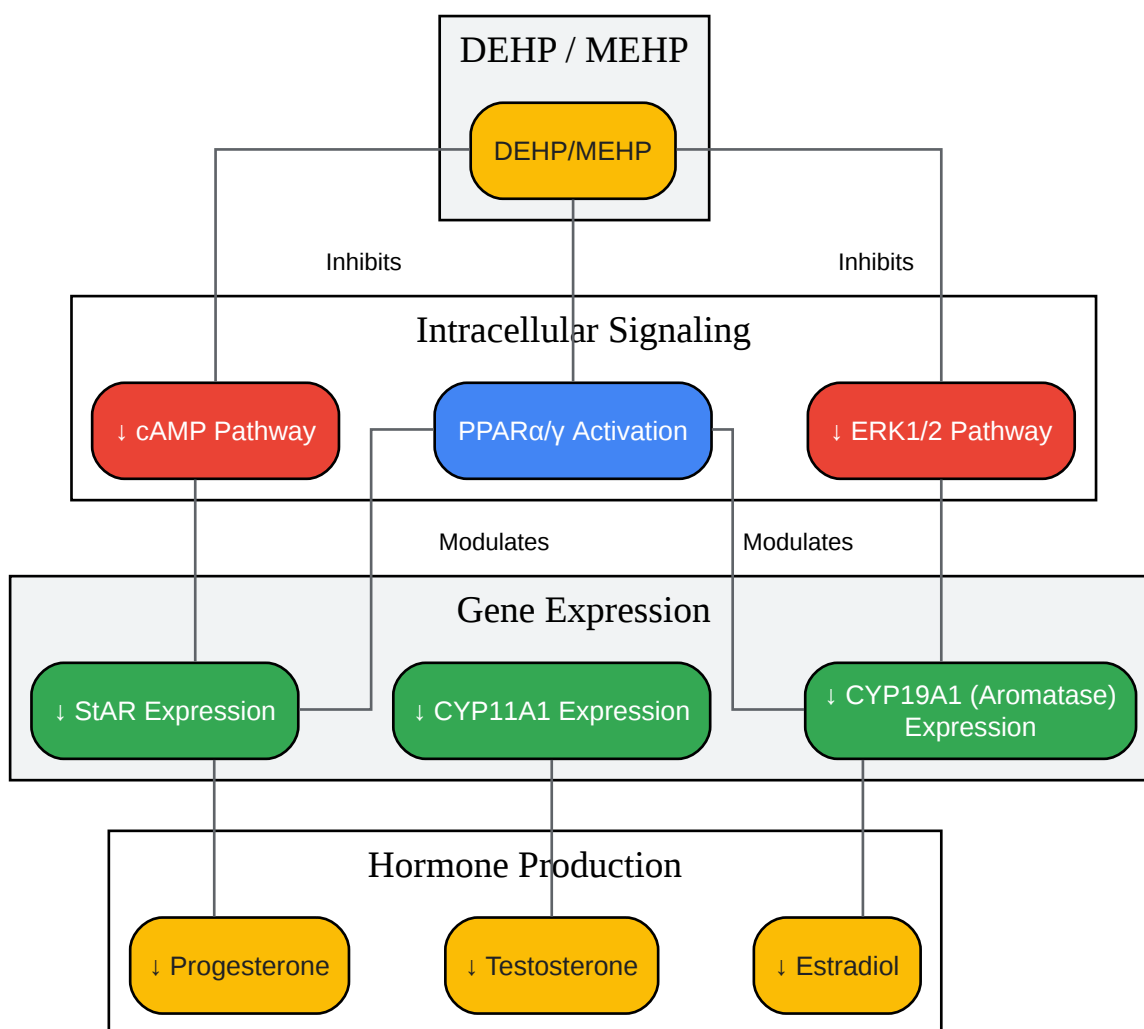 DEHP / MEHP
DEHP/MEHP
Inhibits
Inhibits
Intracellular Signaling
↓ cAMP Pathway
PPARα/γ Activation
↓ ERK1/2 Pathway
Modulates
Modulates
Gene Expression
↓ StAR Expression
↓ CYP11A1 Expression
↓ CYP19A1 (Aromatase)
Expression
Hormone Production
↓ Progesterone
↓ Testosterone
↓ Estradiol